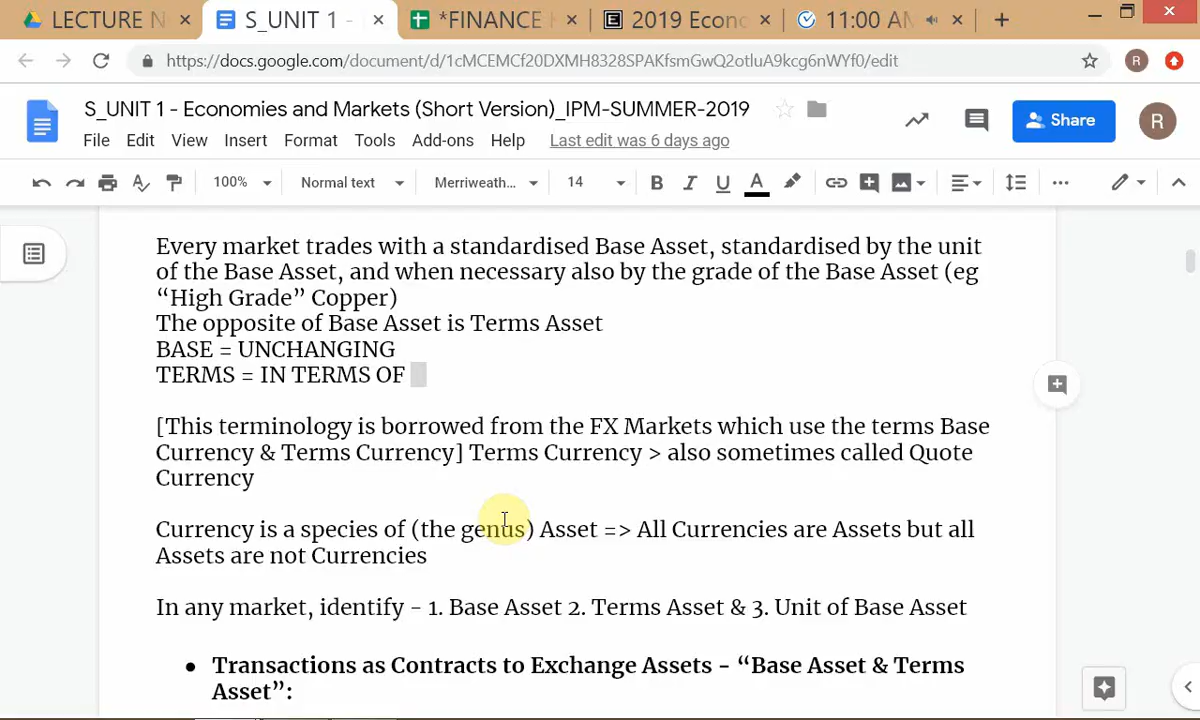 LECTURE N
S_UNIT 1 -
*FINANCE
2019 Econo
11:00 AM
https://docs.google.com/document/d/1cMCEMCf20DXMH8328SPAKfsmGwQ2otluA9kcg6nWYf0/edit
R
S_UNIT 1 - Economies and Markets (Short Version)_IPM-SUMMER-2019
File Edit View Insert Format Tools Add-ons Help Last edit was 6 days ago
Share
R
100% Normal text Merriweath... 14 B I U A
Every market trades with a standardised Base Asset, standardised by the unit
of the Base Asset, and when necessary also by the grade of the Base Asset (eg
“High Grade” Copper)
The opposite of Base Asset is Terms Asset
BASE = UNCHANGING
TERMS = IN TERMS OF
[This terminology is borrowed from the FX Markets which use the terms Base
Currency & Terms Currency] Terms Currency > also sometimes called Quote
Currency
Currency is a species of (the genus) Asset => All Currencies are Assets but all
Assets are not Currencies
In any market, identify - 1. Base Asset 2. Terms Asset & 3. Unit of Base Asset
● Transactions as Contracts to Exchange Assets - “Base Asset & Terms
Asset”: